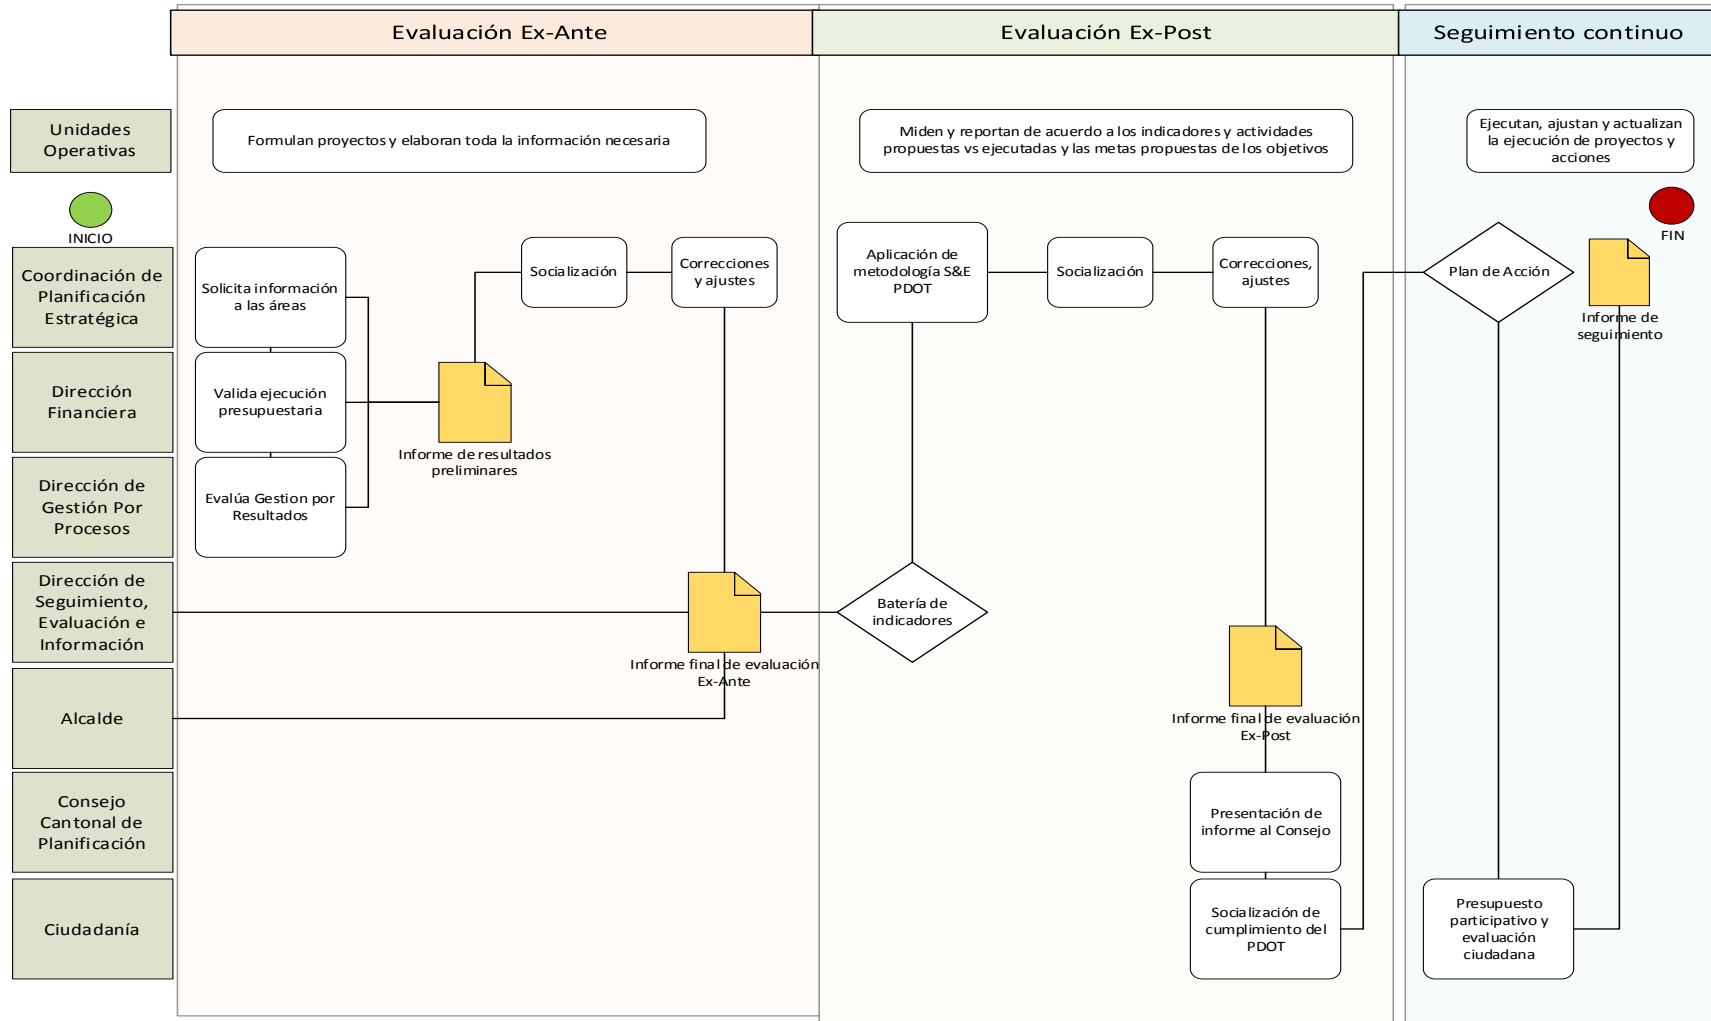 Evaluación Ex-Ante
Evaluación Ex-Post
Seguimiento continuo
Unidades
Operativas
Formulan proyectos y elaboran toda la información necesaria
Miden y reportan de acuerdo a los indicadores y actividades
propuestas vs ejecutadas y las metas propuestas de los objetivos
Ejecutan, ajustan y actualizan
la ejecución de proyectos y
acciones
INICIO
FIN
Coordinación de
Planificación
Estratégica
Solicita información
a las áreas
Socialización
Correcciones
y ajustes
Aplicación de
metodología S&E
PDOT
Socialización
Correcciones,
ajustes
Plan de Acción
Informe de
seguimiento
Dirección
Financiera
Valida ejecución
presupuestaria
Informe de resultados
preliminares
Dirección de
Gestión Por
Procesos
Evalúa Gestion por
Resultados
Dirección de
Seguimiento,
Evaluación e
Información
Informe final de evaluación
Ex-Ante
Batería de
indicadores
Informe final de evaluación
Ex-Post
Alcalde
Consejo
Cantonal de
Planificación
Presentación de
informe al Consejo
Ciudadanía
Socialización de
cumplimiento del
PDOT
Presupuesto
participativo y
evaluación
ciudadana